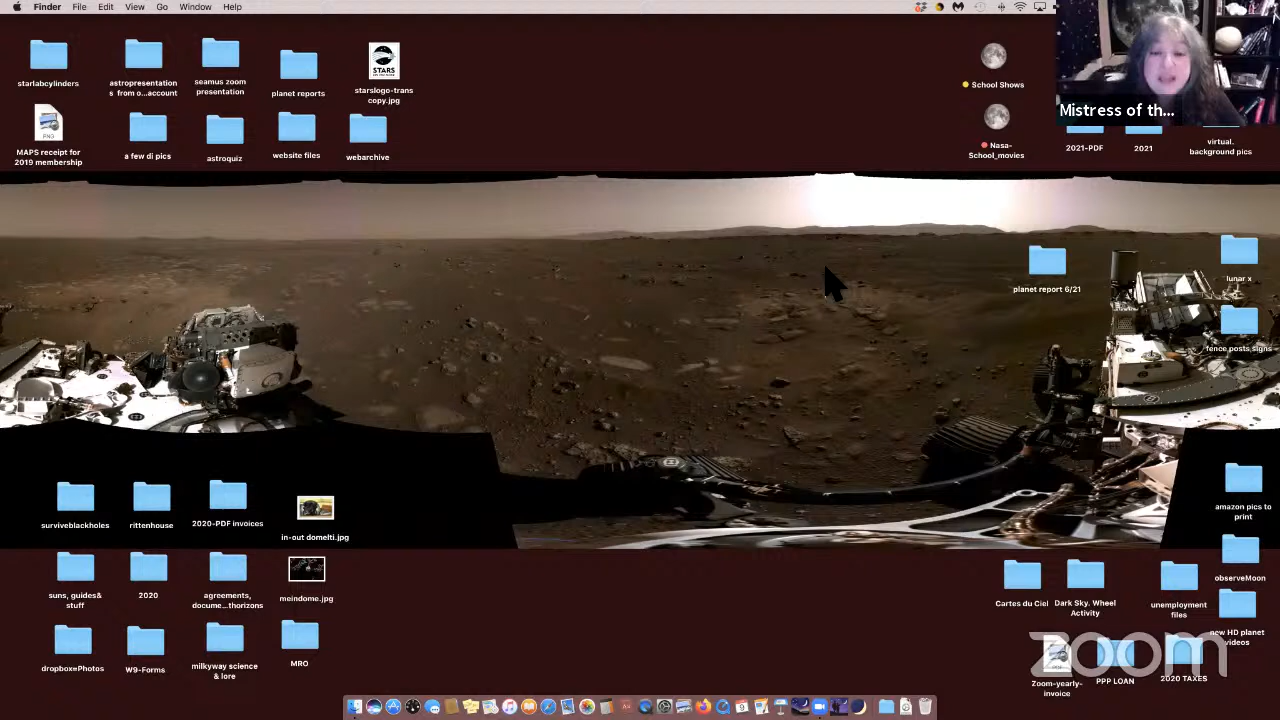 Finder File Edit View Go Window Help
Mistress of th...
starlabcylinders
astropresentation
s from o...account
seamus zoom
presentation
planet reports
STARS
starslogo-trans
copy.jpg
School Shows
PNG
MAPS receipt for
2019 membership
a few di pics
astroquiz
website files
webarchive
Nasa-
School_movies
2021-PDF
2021
virtual.
background pics
planet report 6/21
lunar x
fence posts signs
surviveblackholes
rittenhouse
2020-PDF invoices
in-out domelti.jpg
amazon pics to
print
suns, guides&
stuff
2020
agreements,
docume...thorizons
meindome.jpg
Cartes du Ciel
Dark Sky. Wheel
Activity
unemployment
files
observeMoon
dropbox=Photos
W9-Forms
milkyway science
& lore
MRO
new HD planet
videos
zoom
Zoom-yearly-
invoice
PPP LOAN
2020 TAXES